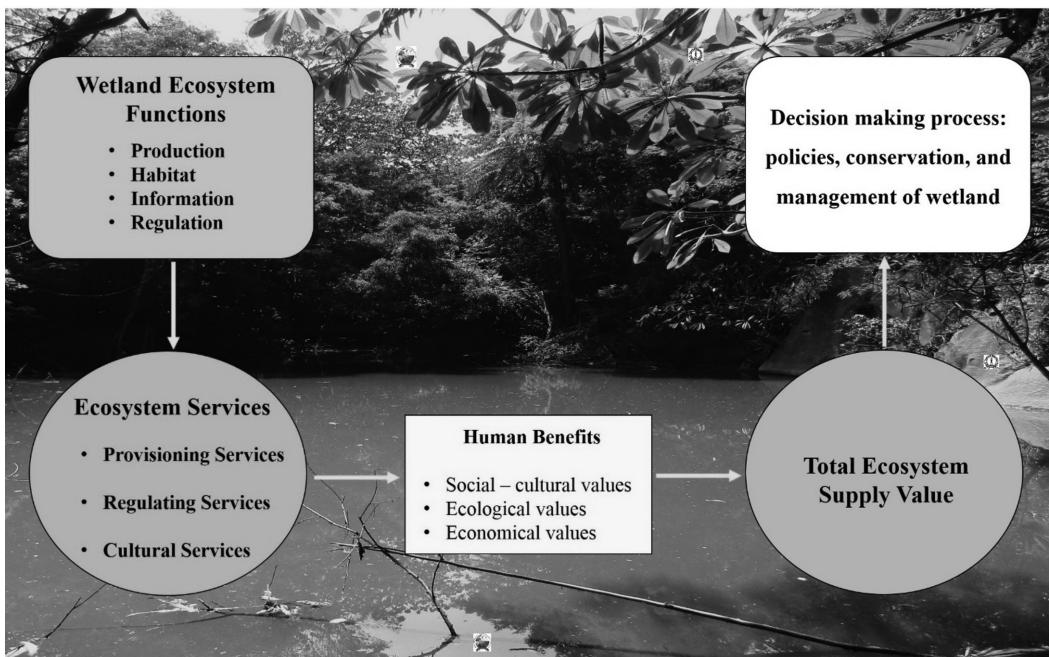 Wetland Ecosystem
Functions
• Production
• Habitat
• Information
• Regulation
Decision making process:
policies, conservation, and
management of wetland
Ecosystem Services
• Provisioning Services
• Regulating Services
• Cultural Services
Human Benefits
• Social – cultural values
• Ecological values
• Economical values
Total Ecosystem
Supply Value